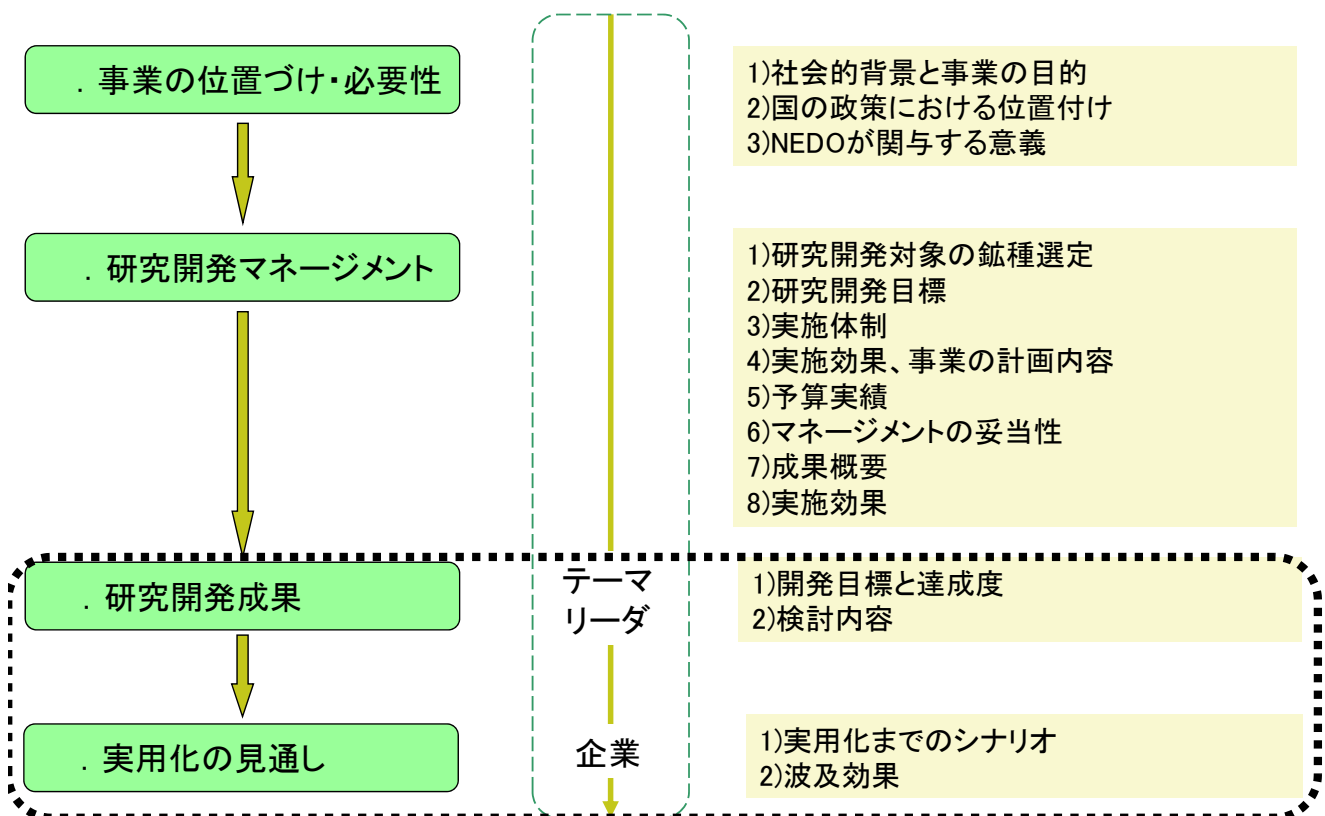 ．事業の位置づけ・必要性
1)社会的背景と事業の目的
2)国の政策における位置付け
3)NEDOが関与する意義
．研究開発マネージメント
1)研究開発対象の鉱種選定
2)研究開発目標
3)実施体制
4)実施効果、事業の計画内容
5)予算実績
6)マネージメントの妥当性
7)成果概要
8)実施効果
．研究開発成果
テーマ
リーダ
1)開発目標と達成度
2)検討内容
．実用化の見通し
企業
1)実用化までのシナリオ
2)波及効果